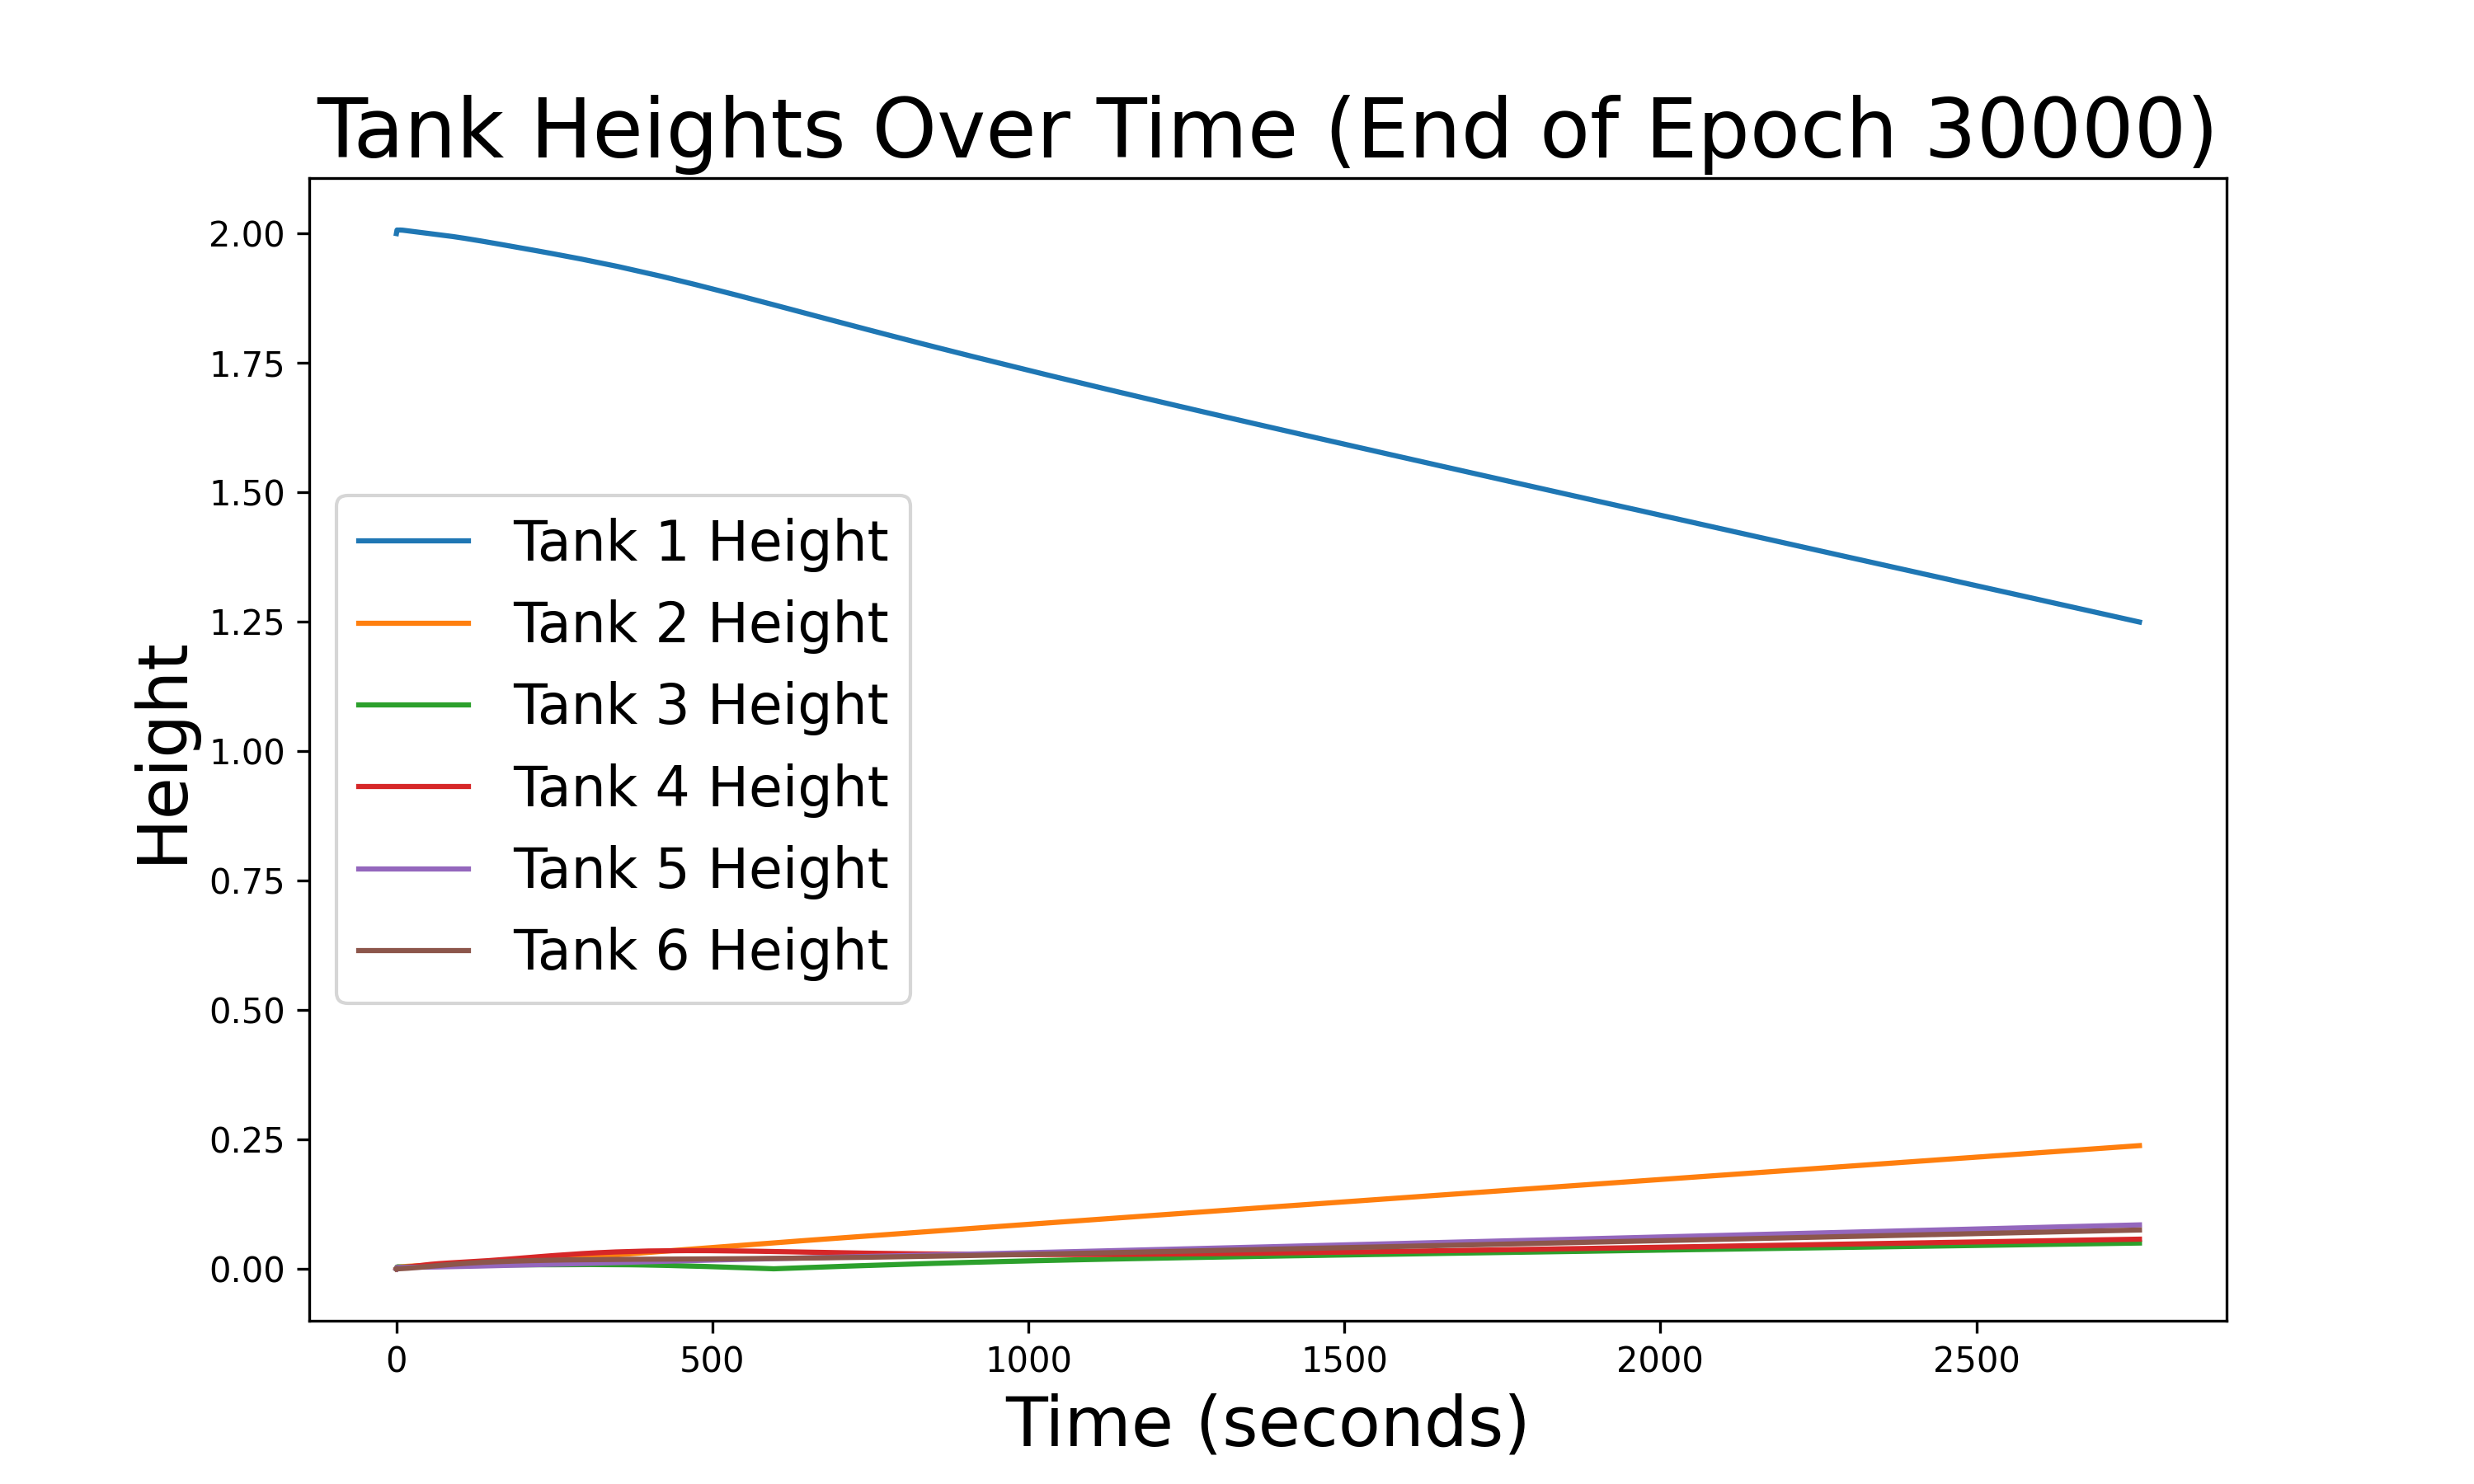 Tank Heights Over Time (End of Epoch 30000)
Height
2.00
1.75
1.50
1.25
1.00
0.75
0.50
0.25
0.00
Tank 1 Height
Tank 2 Height
Tank 3 Height
Tank 4 Height
Tank 5 Height
Tank 6 Height
0 500 1000 1500 2000 2500
Time (seconds)